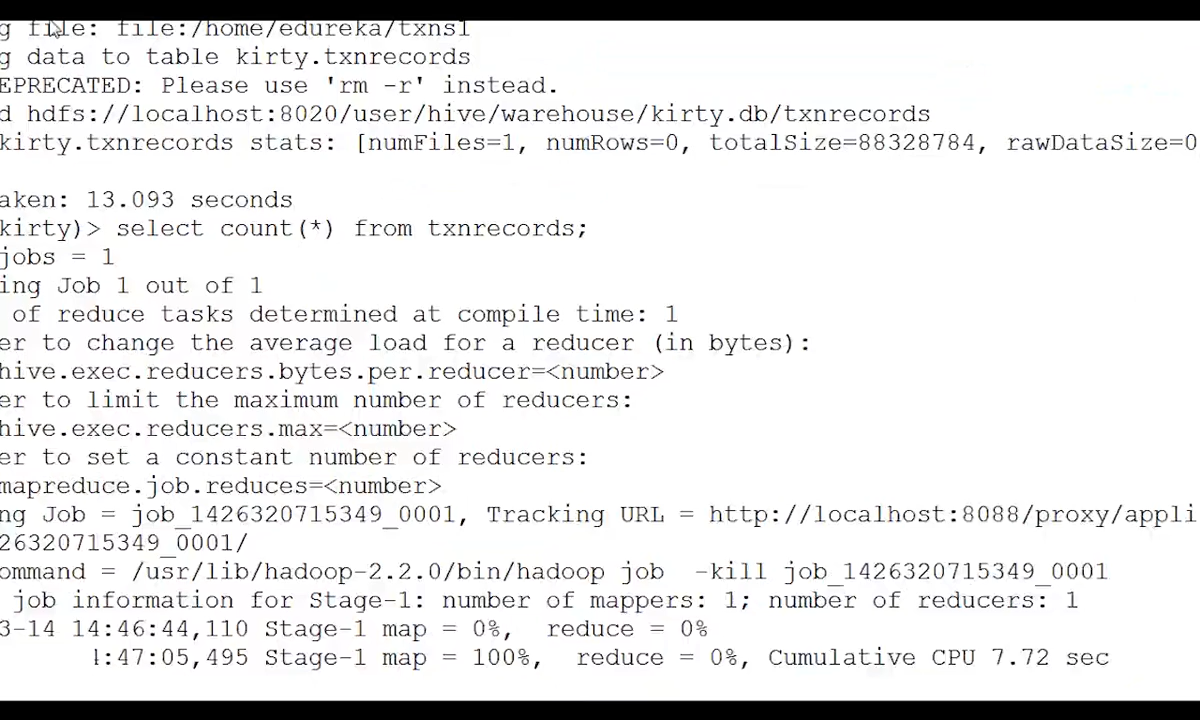 g file: file:/home/edureka/txns1
g data to table kirty.txnrecords
EPRECATED: Please use 'rm -r' instead.
d hdfs://localhost:8020/user/hive/warehouse/kirty.db/txnrecords
kirty.txnrecords stats: [numFiles=1, numRows=0, totalSize=88328784, rawDataSize=0
aken: 13.093 seconds
kirty)> select count(*) from txnrecords;
jobs = 1
ing Job 1 out of 1
of reduce tasks determined at compile time: 1
er to change the average load for a reducer (in bytes):
hive.exec.reducers.bytes.per.reducer=<number>
er to limit the maximum number of reducers:
hive.exec.reducers.max=<number>
er to set a constant number of reducers:
mapreduce.job.reduces=<number>
ng Job = job_1426320715349_0001, Tracking URL = http://localhost:8088/proxy/appli
26320715349_0001/
ommand = /usr/lib/hadoop-2.2.0/bin/hadoop job  -kill job_1426320715349_0001
job information for Stage-1: number of mappers: 1; number of reducers: 1
3-14 14:46:44,110 Stage-1 map = 0%,  reduce = 0%
:47:05,495 Stage-1 map = 100%,  reduce = 0%, Cumulative CPU 7.72 sec